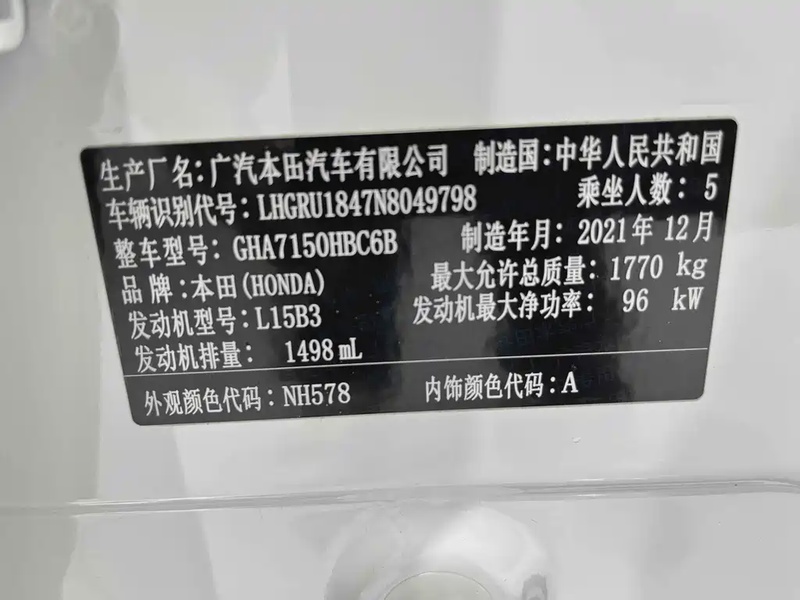 生产厂名:广汽本田汽车有限公司 制造国:中华人民共和国
车辆识别代号:LHGRU1847N8049798 乘坐人数:5
整车型号:GHA7150HBC6B 制造年月:2021年12月
品牌:本田(HONDA) 最大允许总质量:1770 kg
发动机型号:L15B3 发动机最大净功率:96 kW
发动机排量: 1498 mL
外观颜色代码:NH578 内饰颜色代码:A